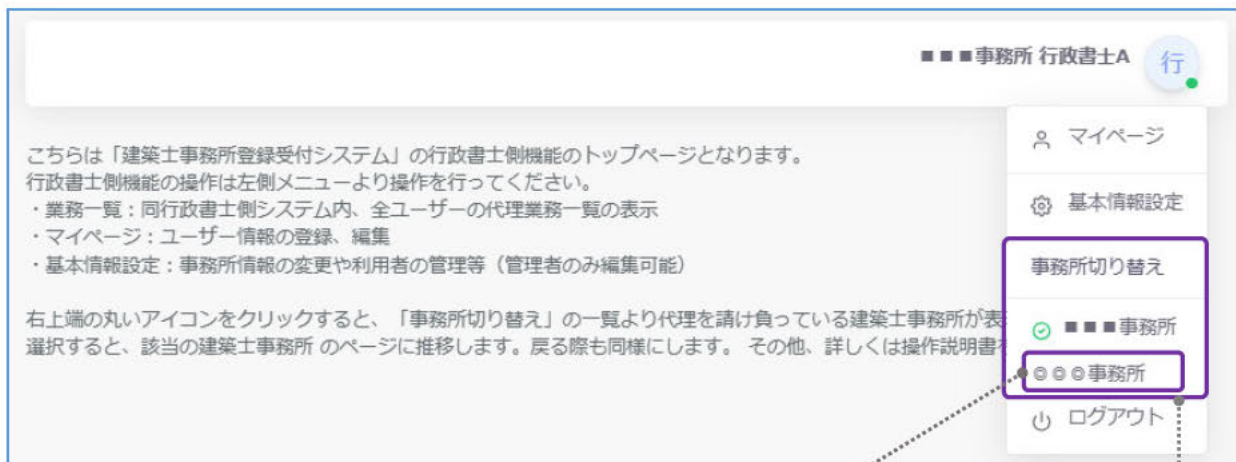 ■■■事務所 行政書士A
行
こちらは「建築士事務所登録受付システム」の行政書士側機能のトップページとなります。
行政書士側機能の操作は左側メニューより操作を行ってください。
・業務一覧：同行政書士側システム内、全ユーザーの代理業務一覧の表示
・マイページ：ユーザー情報の登録、編集
・基本情報設定：事務所情報の変更や利用者の管理等（管理者のみ編集可能）
右上端の丸いアイコンをクリックすると、「事務所切り替え」の一覧より代理を請け負っている建築士事務所が表
選択すると、該当の建築士事務所 のページに推移します。戻る際も同様にします。 その他、詳しくは操作説明書
マイページ
基本情報設定
事務所切り替え
■■■事務所
◎◎◎事務所
ログアウト